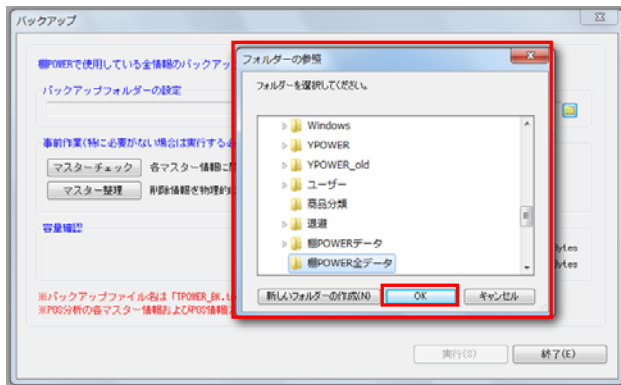 バックアップ
棚POWERで使用している全情報のバックアッ
バックアップフォルダーの設定
事前作業(特に必要がない場合は実行する必
マスターチェック 各マスター情報に
マスター整理 削除情報を物理的
容量確認
Bytes
Bytes
※バックアップファイル名は「TPOWER_BK.
※POS分析の各マスター情報およびPOS情報
実行(S)
終了(E)
フォルダーの参照
フォルダーを選択してください。
Windows
YPOWER
YPOWER_old
ユーザー
商品分類
退避
棚POWERデータ
棚POWER全データ
新しいフォルダーの作成(N)
OK
キャンセル